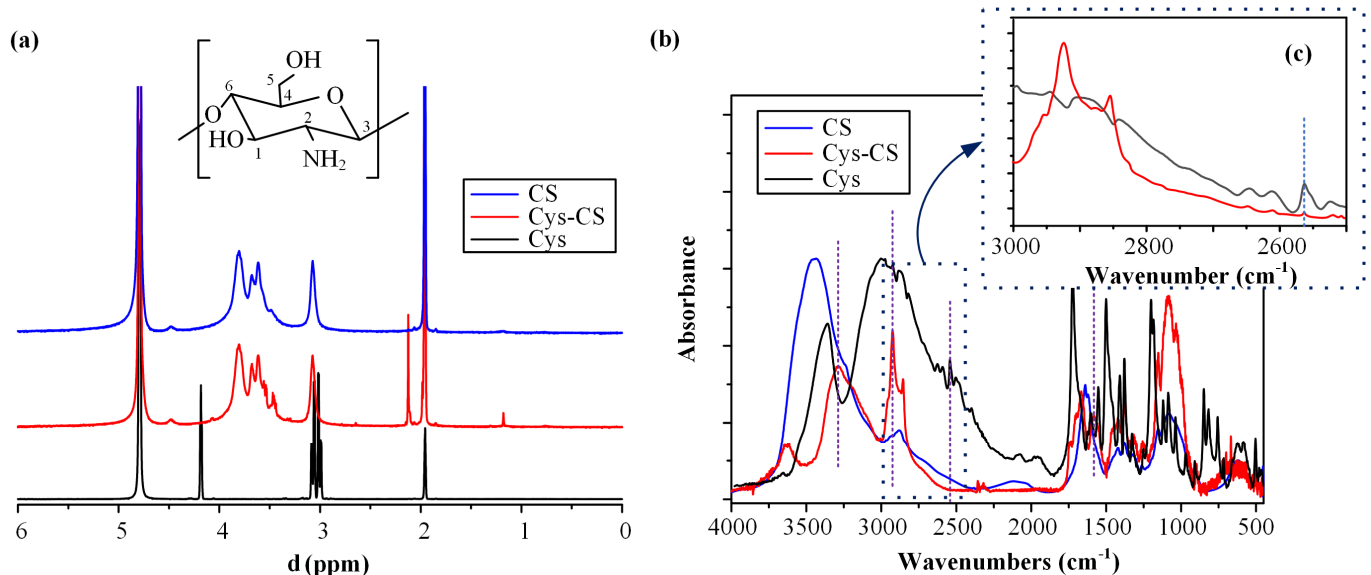 (a)
OH
5
6
4
O
O
HO
2
3
1
NH₂
CS
Cys-CS
Cys
6
5
4
3
2
1
0
d (ppm)
(b)
CS
Cys-CS
Cys
Absorbance
4000
3500
3000
2500
2000
1500
1000
500
Wavenumbers (cm⁻¹)
(c)
3000
2800
2600
Wavenumber (cm⁻¹)